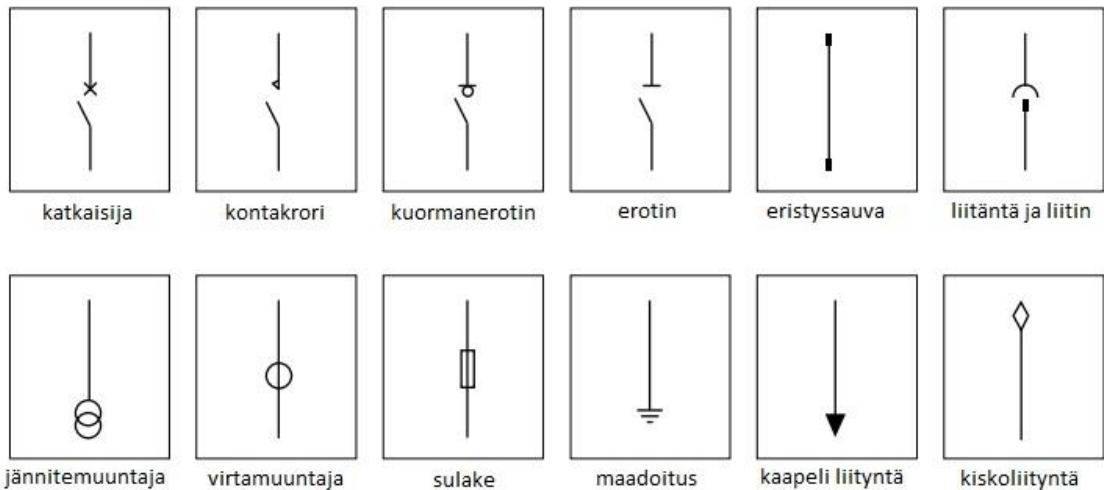 katkaisija
kontakrori
kuormanerotin
erotin
eristyssauva
liitäntä ja liitin
jännitemuuntaja
virtamuuntaja
sulake
maadoitus
kaapeli liityntä
kiskoliityntä